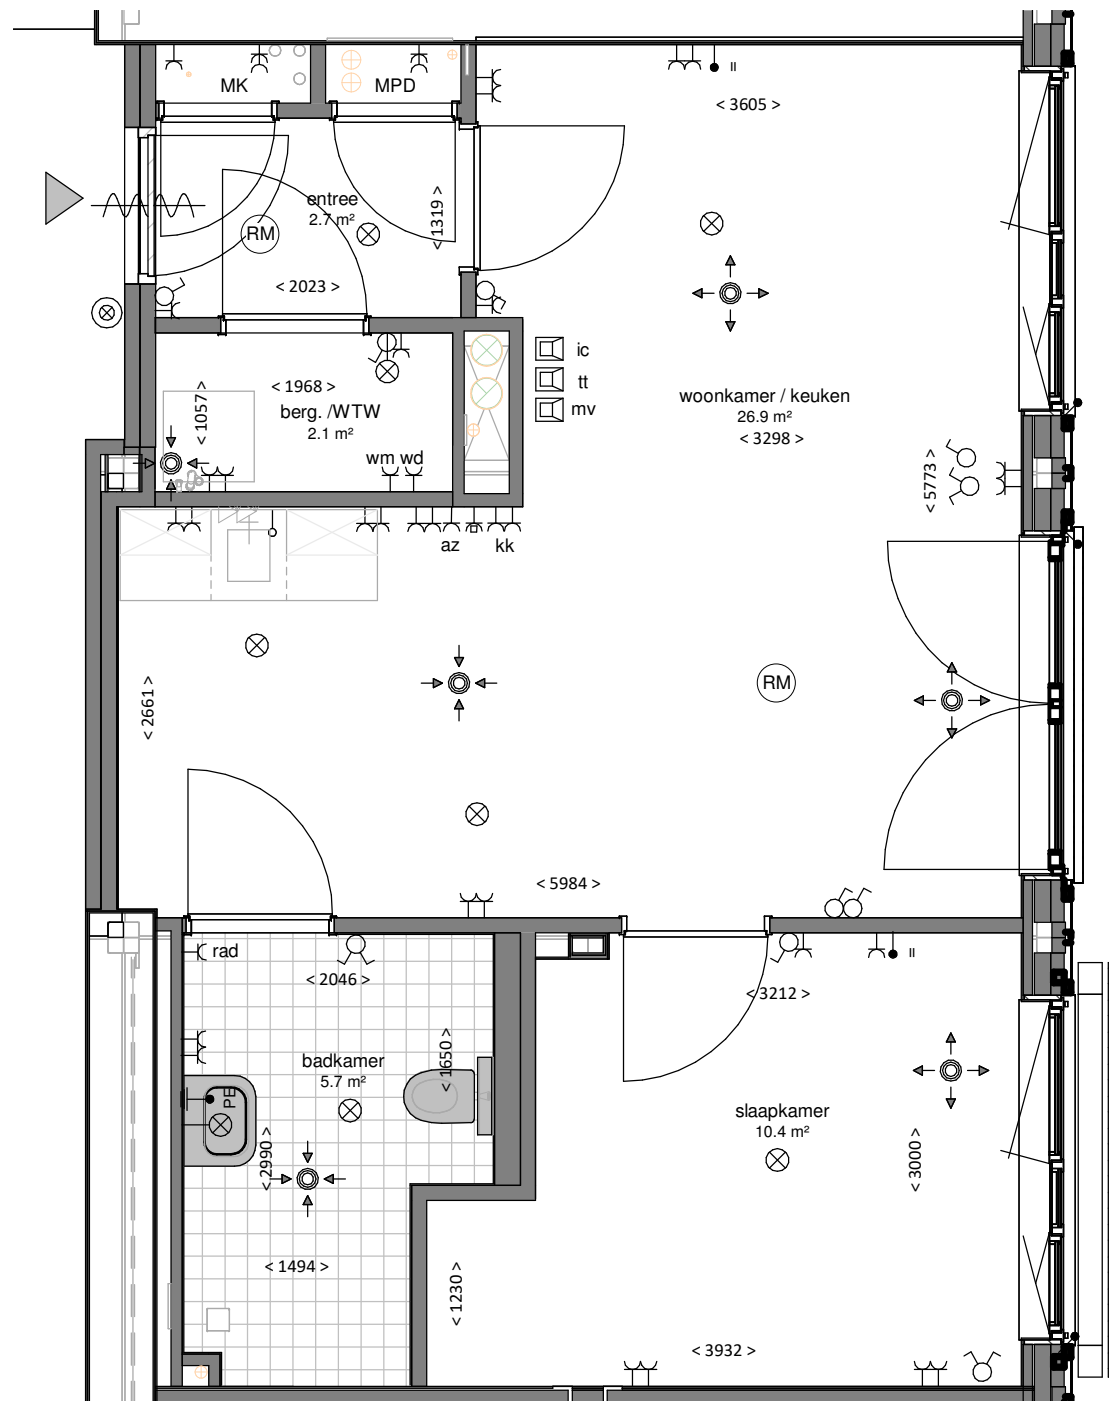 MK
MPD
< 3605 >
entree
2.7 m²
< 1319 >
RM
< 2023 >
ic
tt
mv
< 1968 >
< 1057 >
berg. /WTW
2.1 m²
woonkamer / keuken
26.9 m²
< 3298 >
wm wd
< 5773 >
az
kk
< 2661 >
RM
< 5984 >
rad
< 2046 >
< 3212 >
badkamer
5.7 m²
< 1650 >
PE
slaapkamer
10.4 m²
< 2990 >
< 3000 >
< 1494 >
< 1230 >
< 3932 >